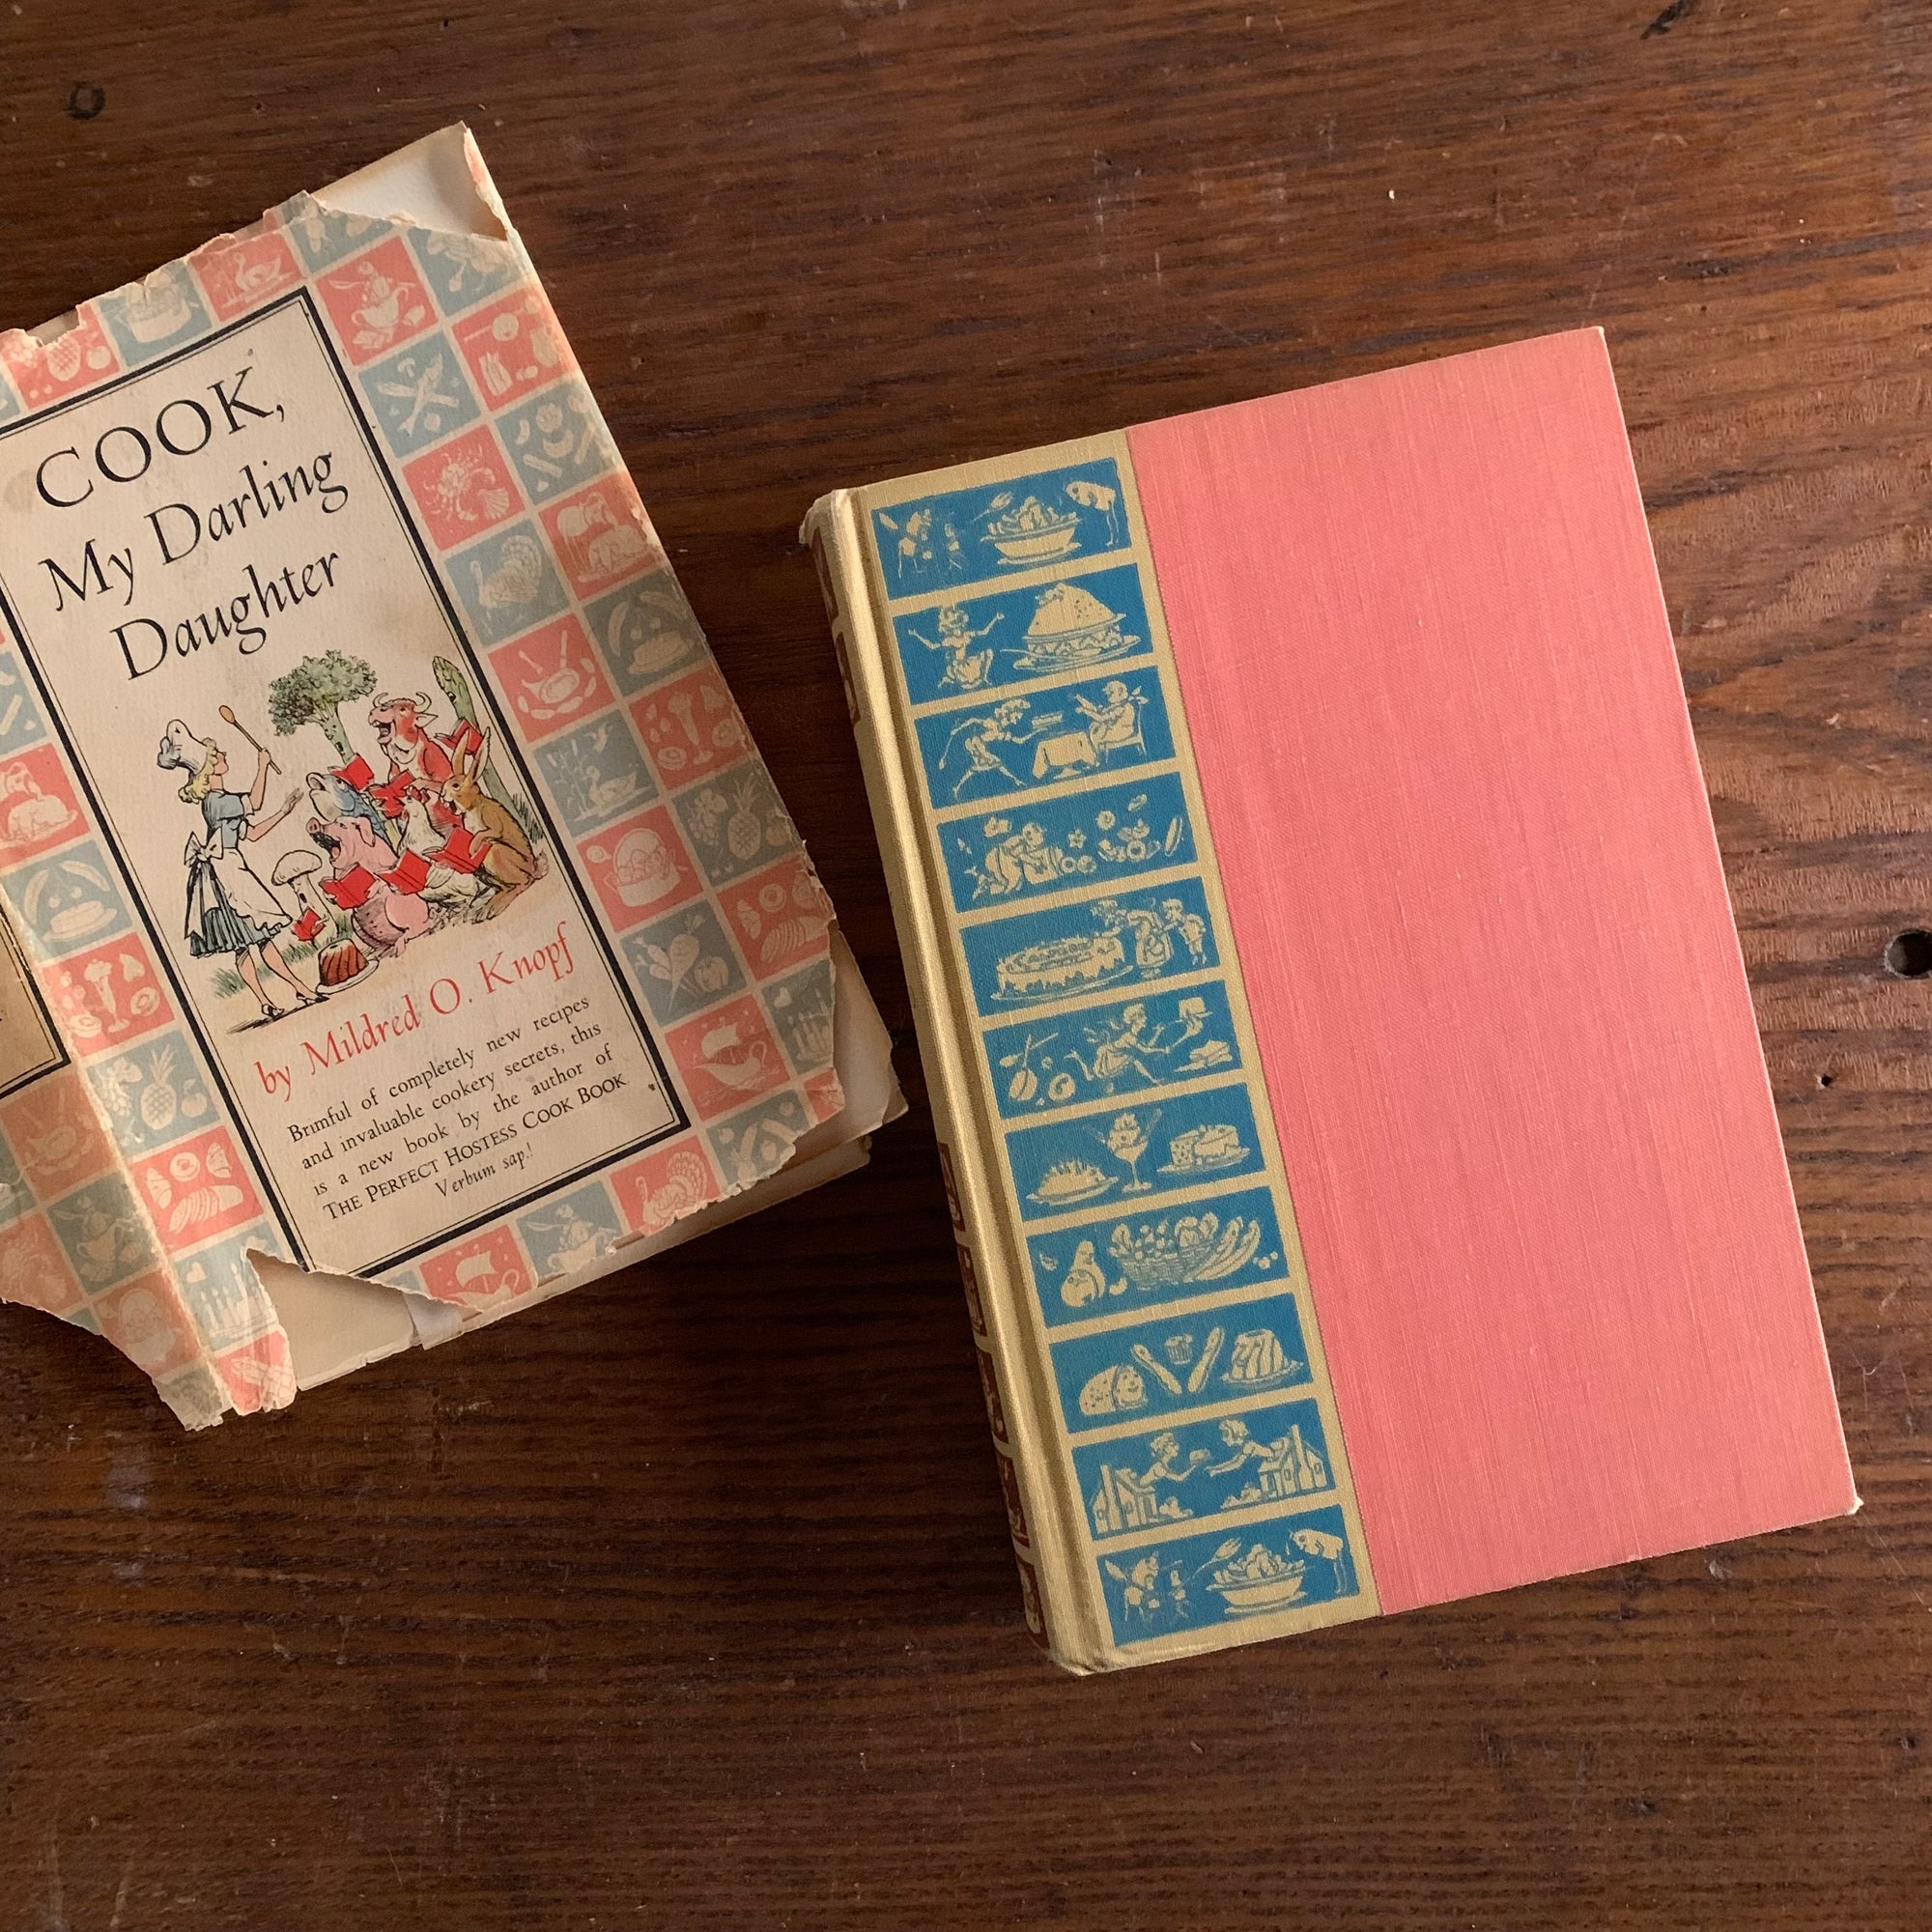 COOK,
My Darling
Daughter
by Mildred O. Knopf
Brimful of completely new recipes
and invaluable cookery secrets, this
is a new book by the author of
THE PERFECT HOSTESS COOK BOOK.
Verbum sap.!